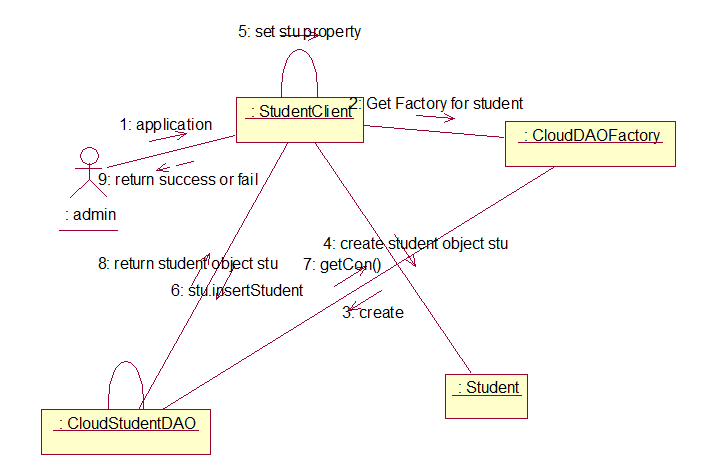 5: set stu property
: StudentClient
2: Get Factory for student
1: application
: CloudDAOFactory
9: return success or fail
: admin
4: create student object stu
8: return student object stu
7: getCon()
6: stu.insertStudent
3: create
: Student
: CloudStudentDAO